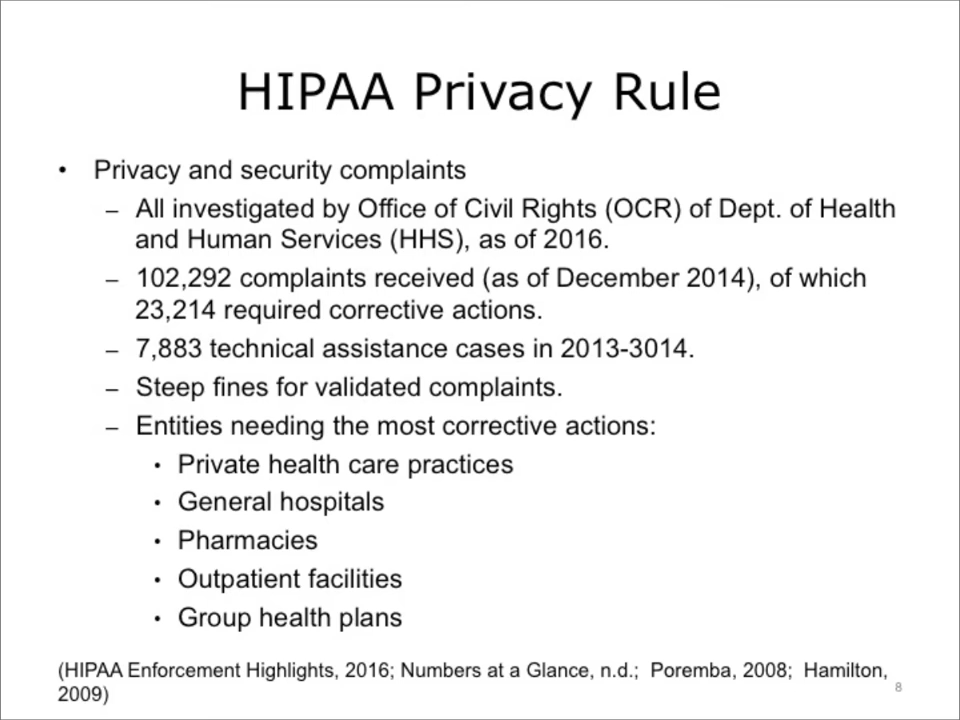 HIPAA Privacy Rule
• Privacy and security complaints
– All investigated by Office of Civil Rights (OCR) of Dept. of Health
and Human Services (HHS), as of 2016.
– 102,292 complaints received (as of December 2014), of which
23,214 required corrective actions.
– 7,883 technical assistance cases in 2013-3014.
– Steep fines for validated complaints.
– Entities needing the most corrective actions:
• Private health care practices
• General hospitals
• Pharmacies
• Outpatient facilities
• Group health plans
(HIPAA Enforcement Highlights, 2016; Numbers at a Glance, n.d.; Poremba, 2008; Hamilton,
2009)
8